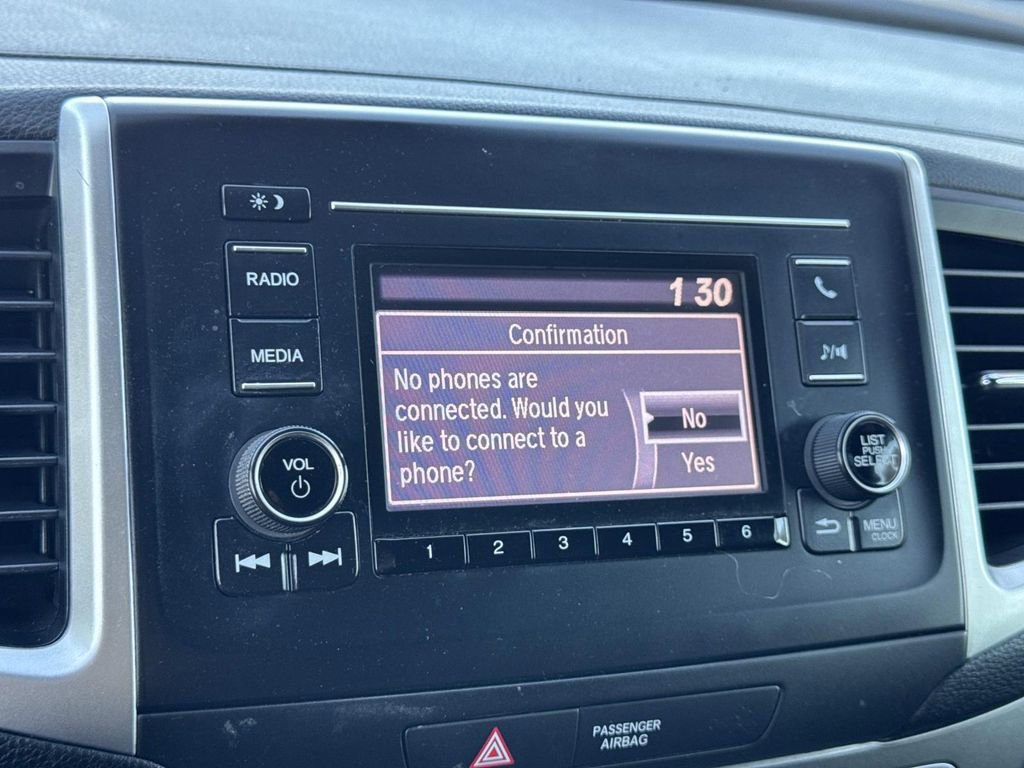 RADIO
MEDIA
VOL
1 30
Confirmation
No phones are
connected. Would you
like to connect to a
phone?
No
Yes
LIST
PUSH
SELECT
MENU
CLOCK
1 2 3 4 5 6
PASSENGER
AIRBAG